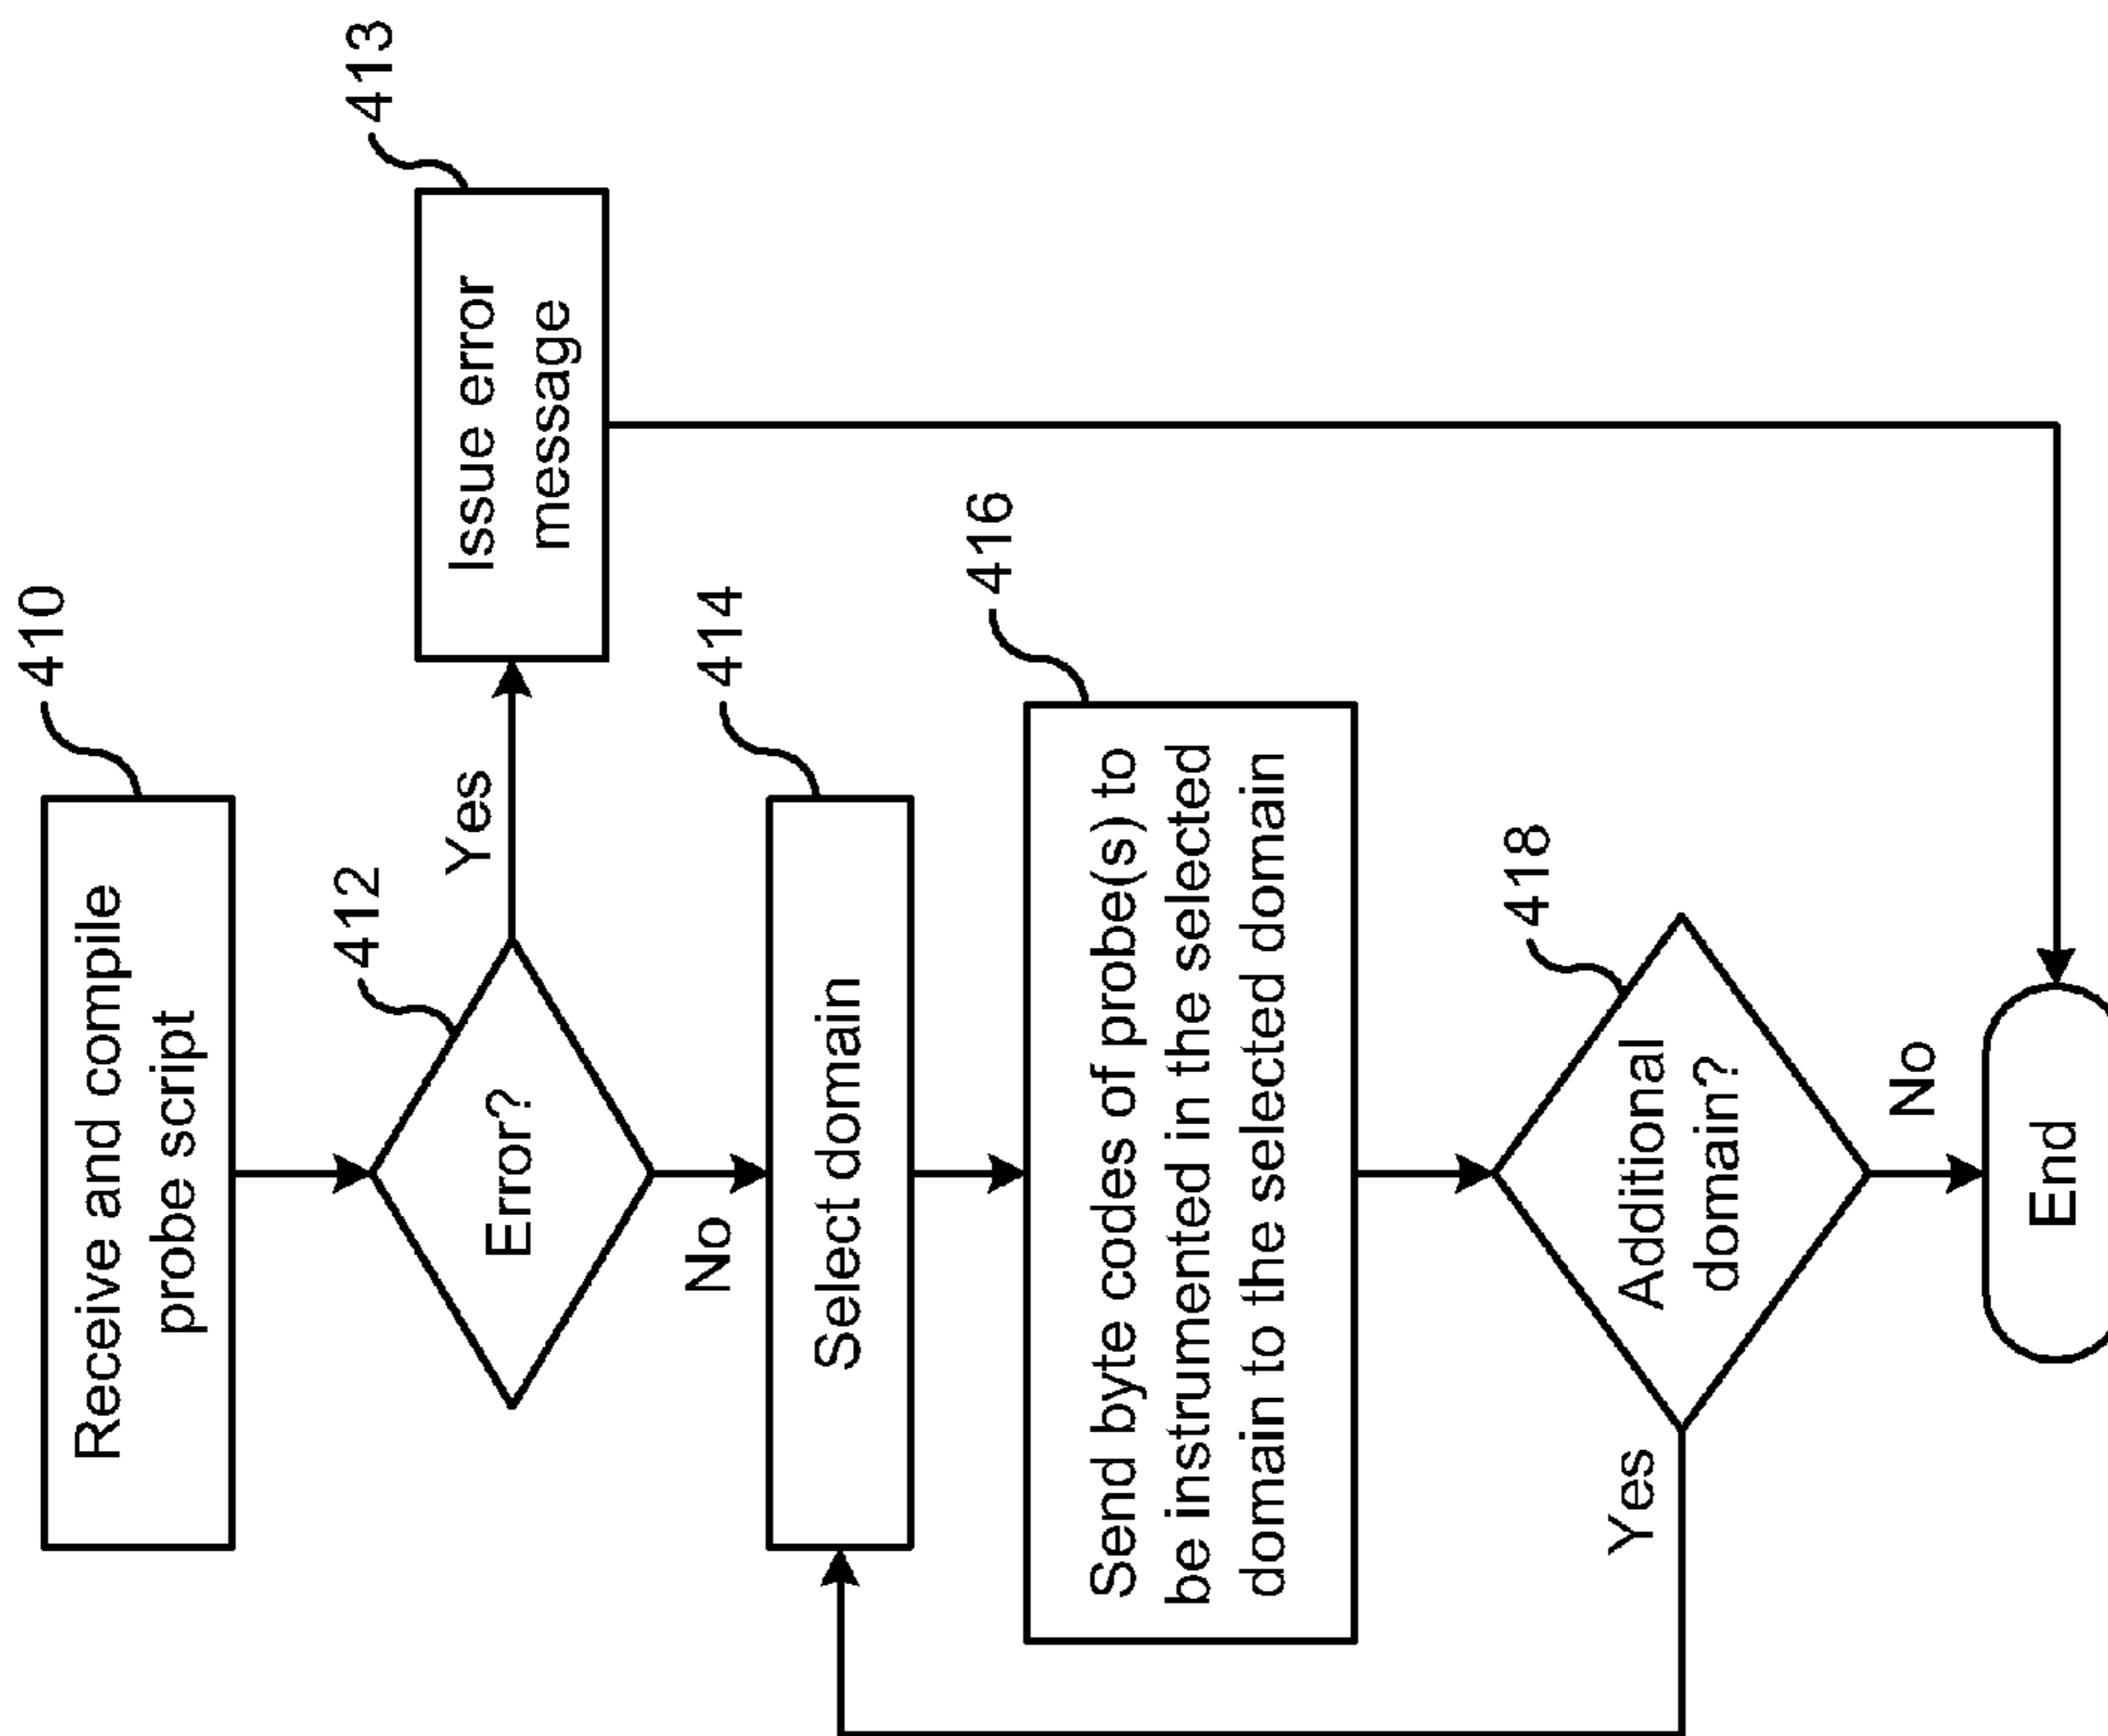 410
Receive and compile
probe script
412
Error?
Yes
413
Issue error
message
No
414
Select domain
416
Send byte codes of probe(s) to
be instrumented in the selected
domain to the selected domain
418
Additional
domain?
Yes
No
End